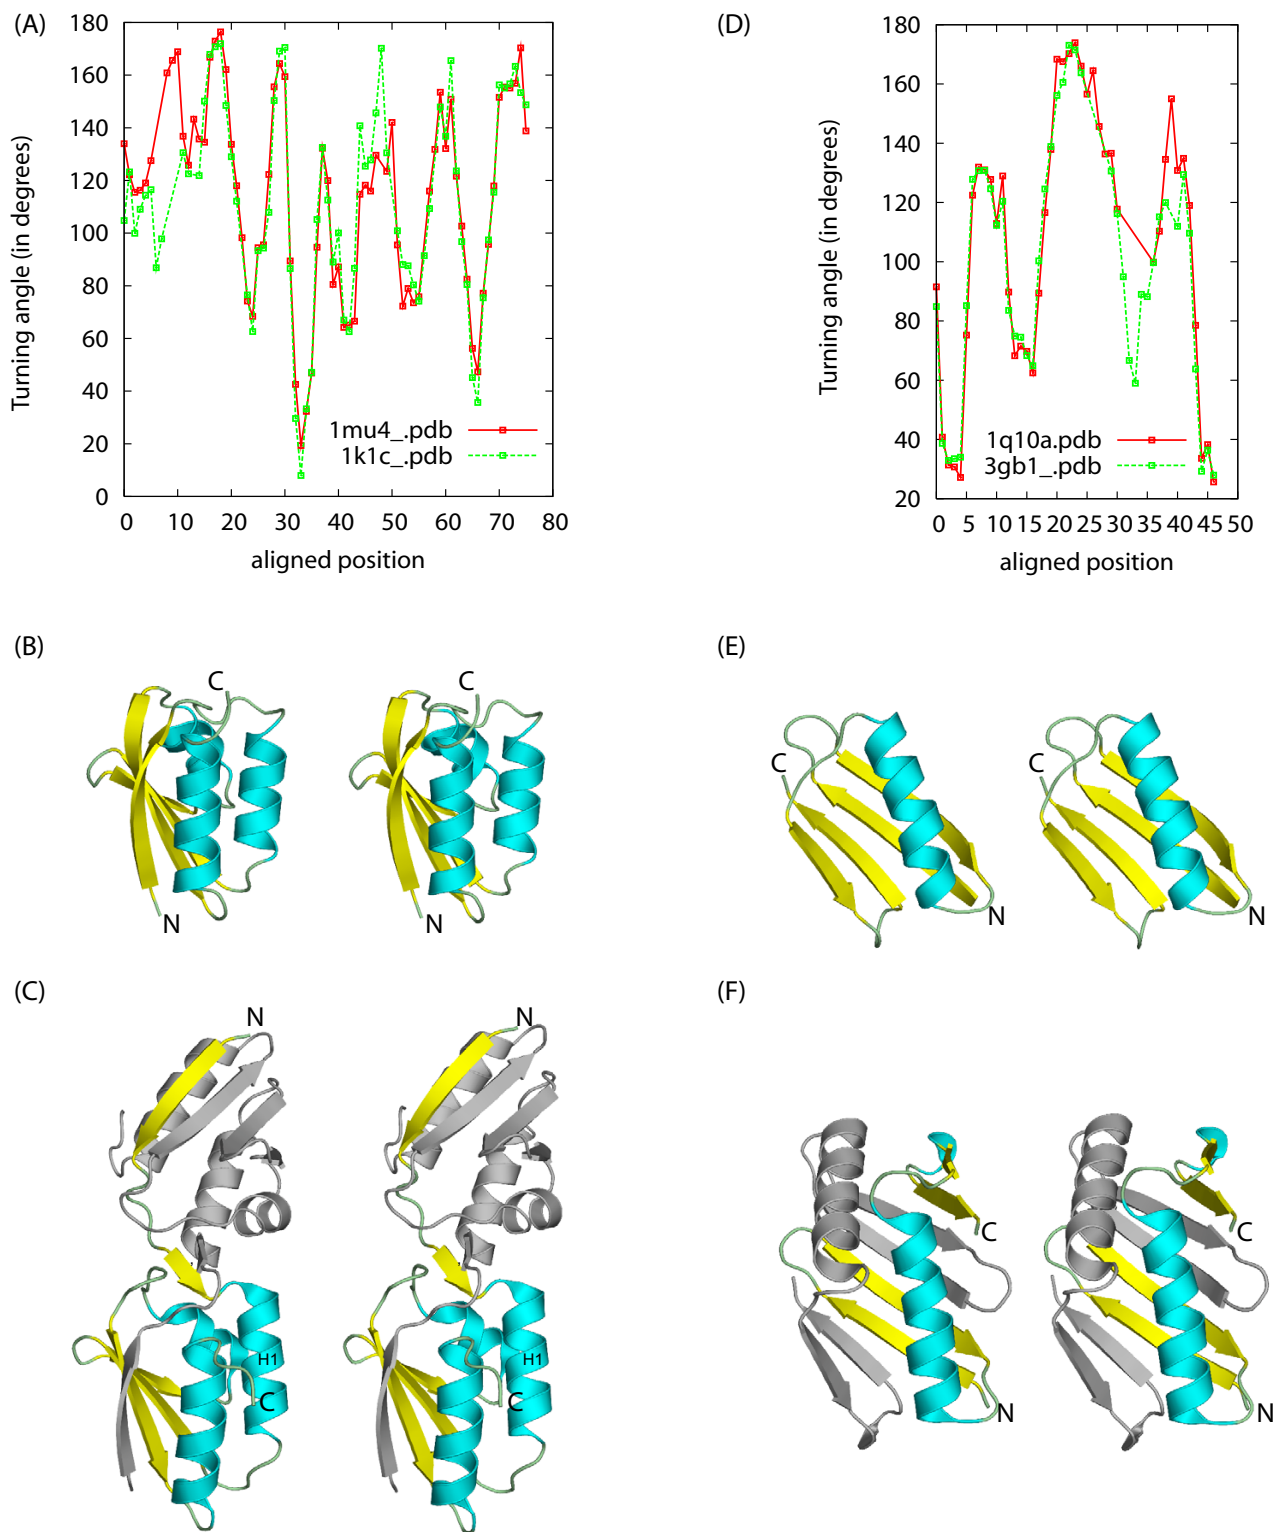 (A)
180
160
140
120
100
80
60
40
20
0
Turning angle (in degrees)
1mu4_.pdb
1k1c_.pdb
0 10 20 30 40 50 60 70 80
aligned position
(D)
180
160
140
120
100
80
60
40
20
Turning angle (in degrees)
1q10a.pdb
3gb1_.pdb
0 5 10 15 20 25 30 35 40 45 50
aligned position
(B)
C C
N N
(E)
C C
N N
(C)
N N
H1 H1
C C
(F)
C C
N N